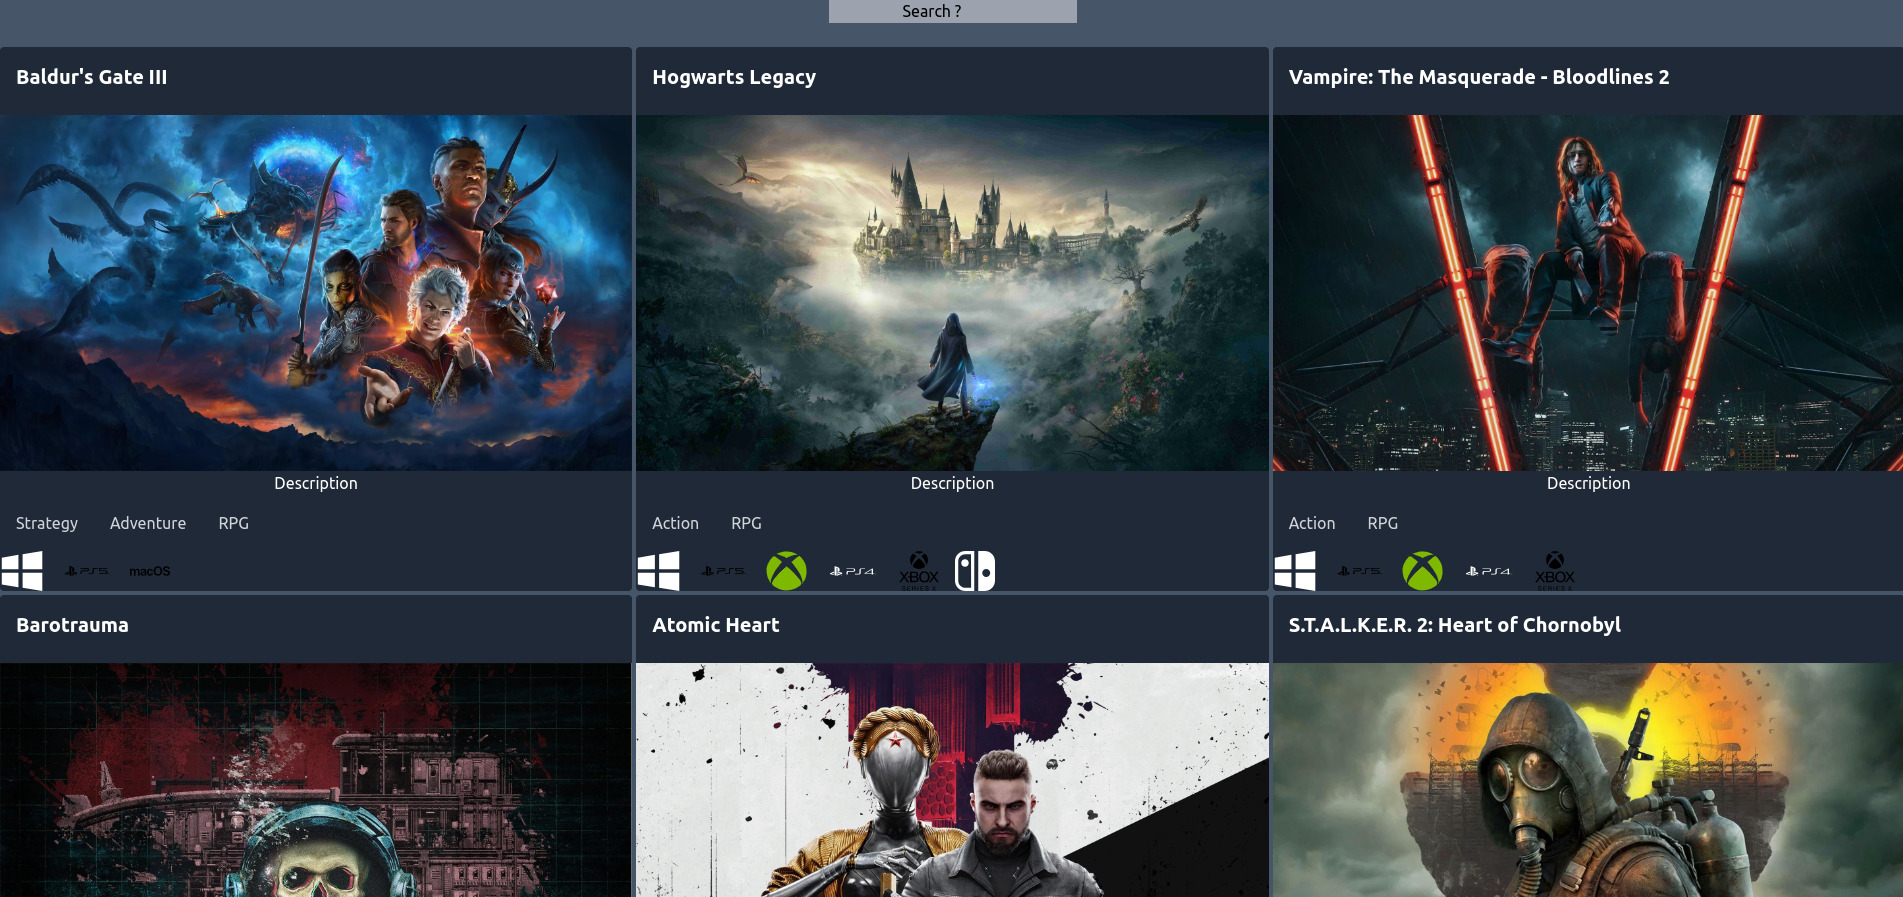 Search ?
Baldur's Gate III
Hogwarts Legacy
Vampire: The Masquerade - Bloodlines 2
Description
Description
Description
Strategy Adventure RPG
Action RPG
Action RPG
PS5 macOS
PS5 PS4 XBOX SERIES X
PS5 PS4 XBOX SERIES X
Barotrauma
Atomic Heart
S.T.A.L.K.E.R. 2: Heart of Chornobyl